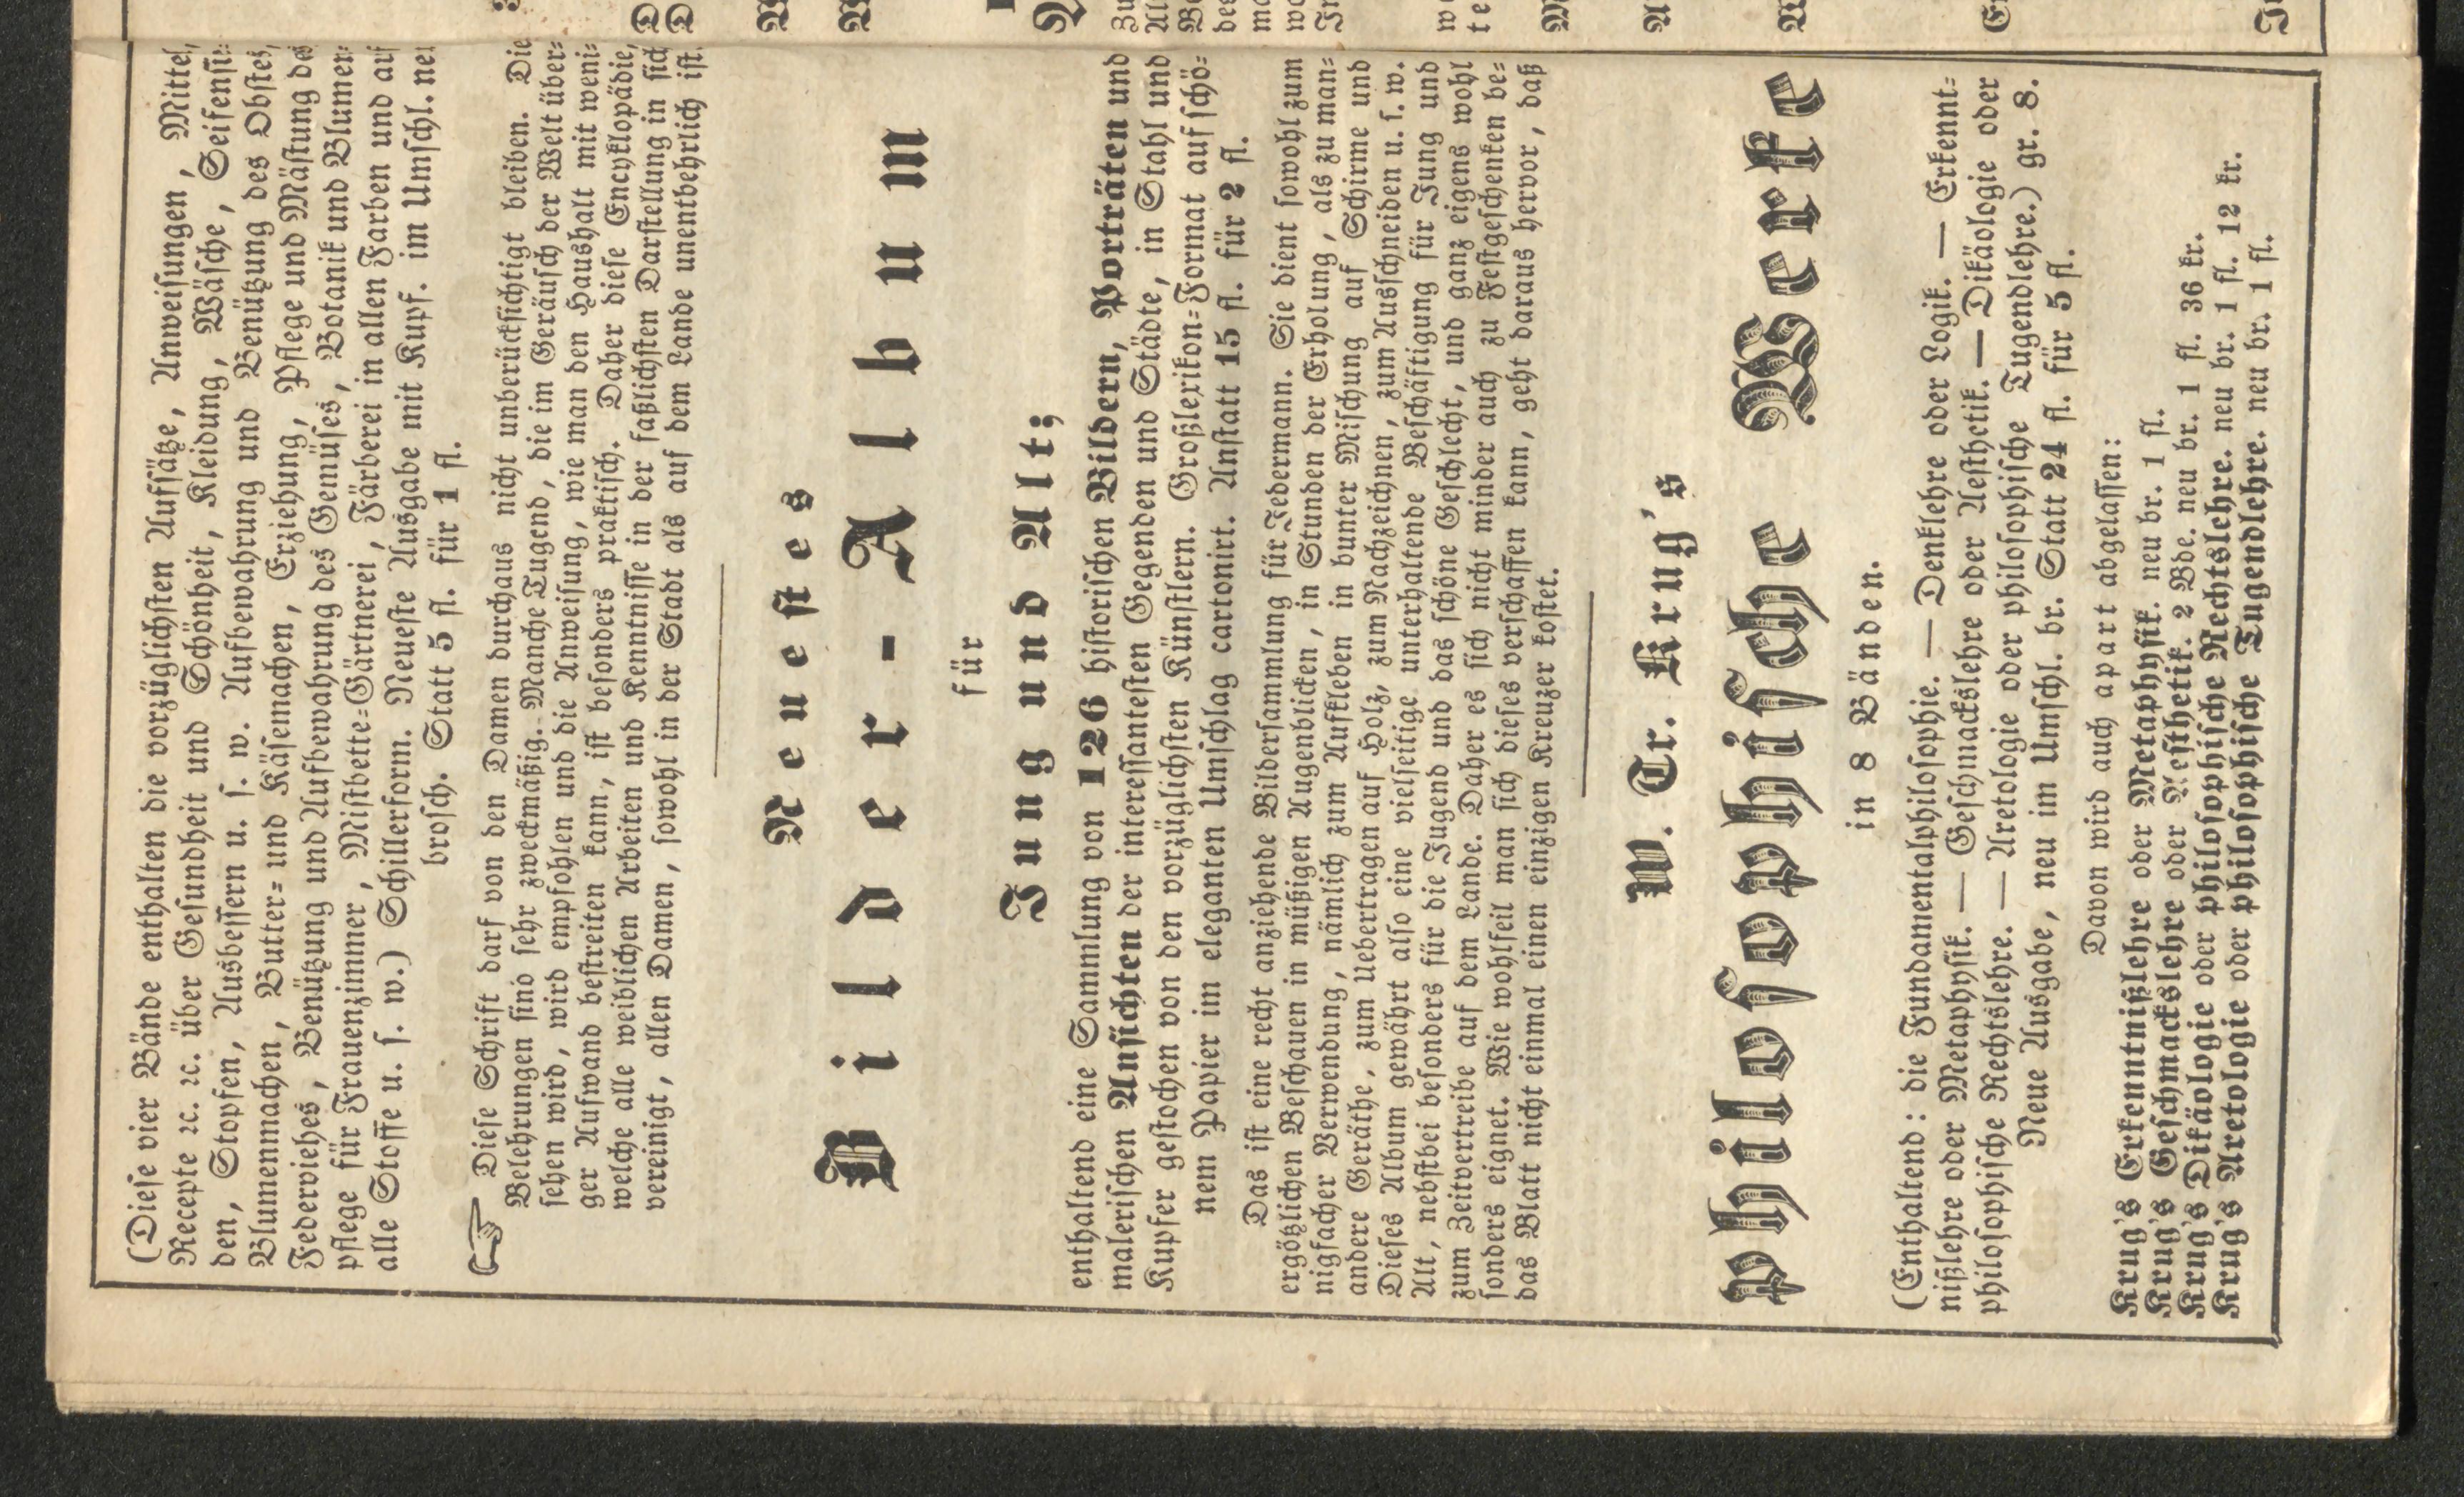 (Diese vier Bände enthalten die vorzüglichsten Aufsätze, Anweisungen, Mittel,
Recepte ꝛc. ꝛc. über Gesundheit und Schönheit, Kleidung, Wäsche, Seifensie-
den, Stopfen, Ausbessern u. s. w. Aufbewahrung und Benützung des Obstes,
Blumenmachen, Butter- und Käsemachen, Erziehung, Pflege und Mästung des
Federviehes, Benützung und Aufbewahrung des Gemüses, Botanik und Blumen-
pflege für Frauenzimmer, Mistbette-Gärtnerei, Färberei in allen Farben und auf
alle Stoffe u. s. w.) Schillerform. Neueste Ausgabe mit Kupf. im Umschl. neu
brosch. Statt 5 fl. für 1 fl.
☞ Diese Schrift darf von den Damen durchaus nicht unberücksichtigt bleiben. Die
Belehrungen sind sehr zweckmäßig. Manche Tugend, die im Geräusch der Welt über-
sehen wird, wird empfohlen und die Anweisung, wie man den Haushalt mit weni-
ger Aufwand bestreiten kann, ist besonders praktisch. Daher diese Encyklopädie,
welche alle weiblichen Arbeiten und Kenntnisse in der faßlichsten Darstellung in sich
vereinigt, allen Damen, sowohl in der Stadt als auf dem Lande unentbehrlich ist.
Neuestes
Bilder-Album
für
Jung und Alt;
enthaltend eine Sammlung von 126 historischen Bildern, Porträten und
malerischen Ansichten der interessantesten Gegenden und Städte, in Stahl und
Kupfer gestochen von den vorzüglichsten Künstlern. Großlexikon-Format auf schö-
nem Papier im eleganten Umschlag cartonirt. Anstatt 15 fl. für 2 fl.
Das ist eine recht anziehende Bildersammlung für Jedermann. Sie dient sowohl zum
ergötzlichen Beschauen in müßigen Augenblicken, in Stunden der Erholung, als zu man-
nigfacher Verwendung, nämlich zum Aufkleben in bunter Mischung auf Schirme und
andere Geräthe, zum Uebertragen auf Holz, zum Nachzeichnen, zum Ausschneiden u. s. w.
Dieses Album gewährt also eine vielseitige unterhaltende Beschäftigung für Jung und
Alt, nebstbei besonders für die Jugend und das schöne Geschlecht, und ganz eigens wohl
zum Zeitvertreibe auf dem Lande. Daher es sich nicht minder auch zu Festgeschenken be-
sonders eignet. Wie wohlfeil man sich dieses verschaffen kann, geht daraus hervor, daß
das Blatt nicht einmal einen einzigen Kreuzer kostet.
W. Tr. Krug's
philosophische Werke
in 8 Bänden.
(Enthaltend: die Fundamentalphilosophie. — Denklehre oder Logik. — Erkennt-
nißlehre oder Metaphysik. — Geschmackslehre oder Aesthetik. — Dikäologie oder
philosophische Rechtslehre. — Aretologie oder philosophische Tugendlehre.) gr. 8.
Neue Ausgabe, neu im Umschl. br. Statt 24 fl. für 5 fl.
Davon wird auch apart abgelassen:
Krug's Erkenntnißlehre oder Metaphysik. neu br. 1 fl.
Krug's Geschmackslehre oder Aesthetik. 2 Bde. neu br. 1 fl. 36 kr.
Krug's Dikäologie oder philosophische Rechtslehre. neu br. 1 fl. 12 kr.
Krug's Aretologie oder philosophische Tugendlehre. neu br. 1 fl.